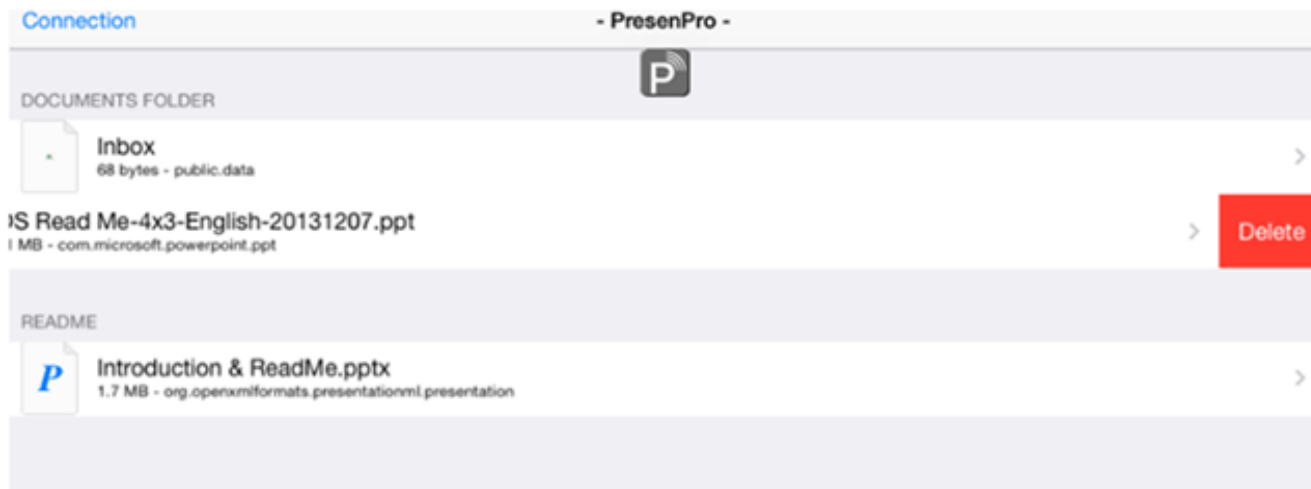 Connection
- PresenPro -
P
DOCUMENTS FOLDER
Inbox
68 bytes - public.data
S Read Me-4x3-English-20131207.ppt
MB - com.microsoft.powerpoint.ppt
Delete
README
P
Introduction & ReadMe.pptx
1.7 MB - org.openxmlformats.presentationml.presentation